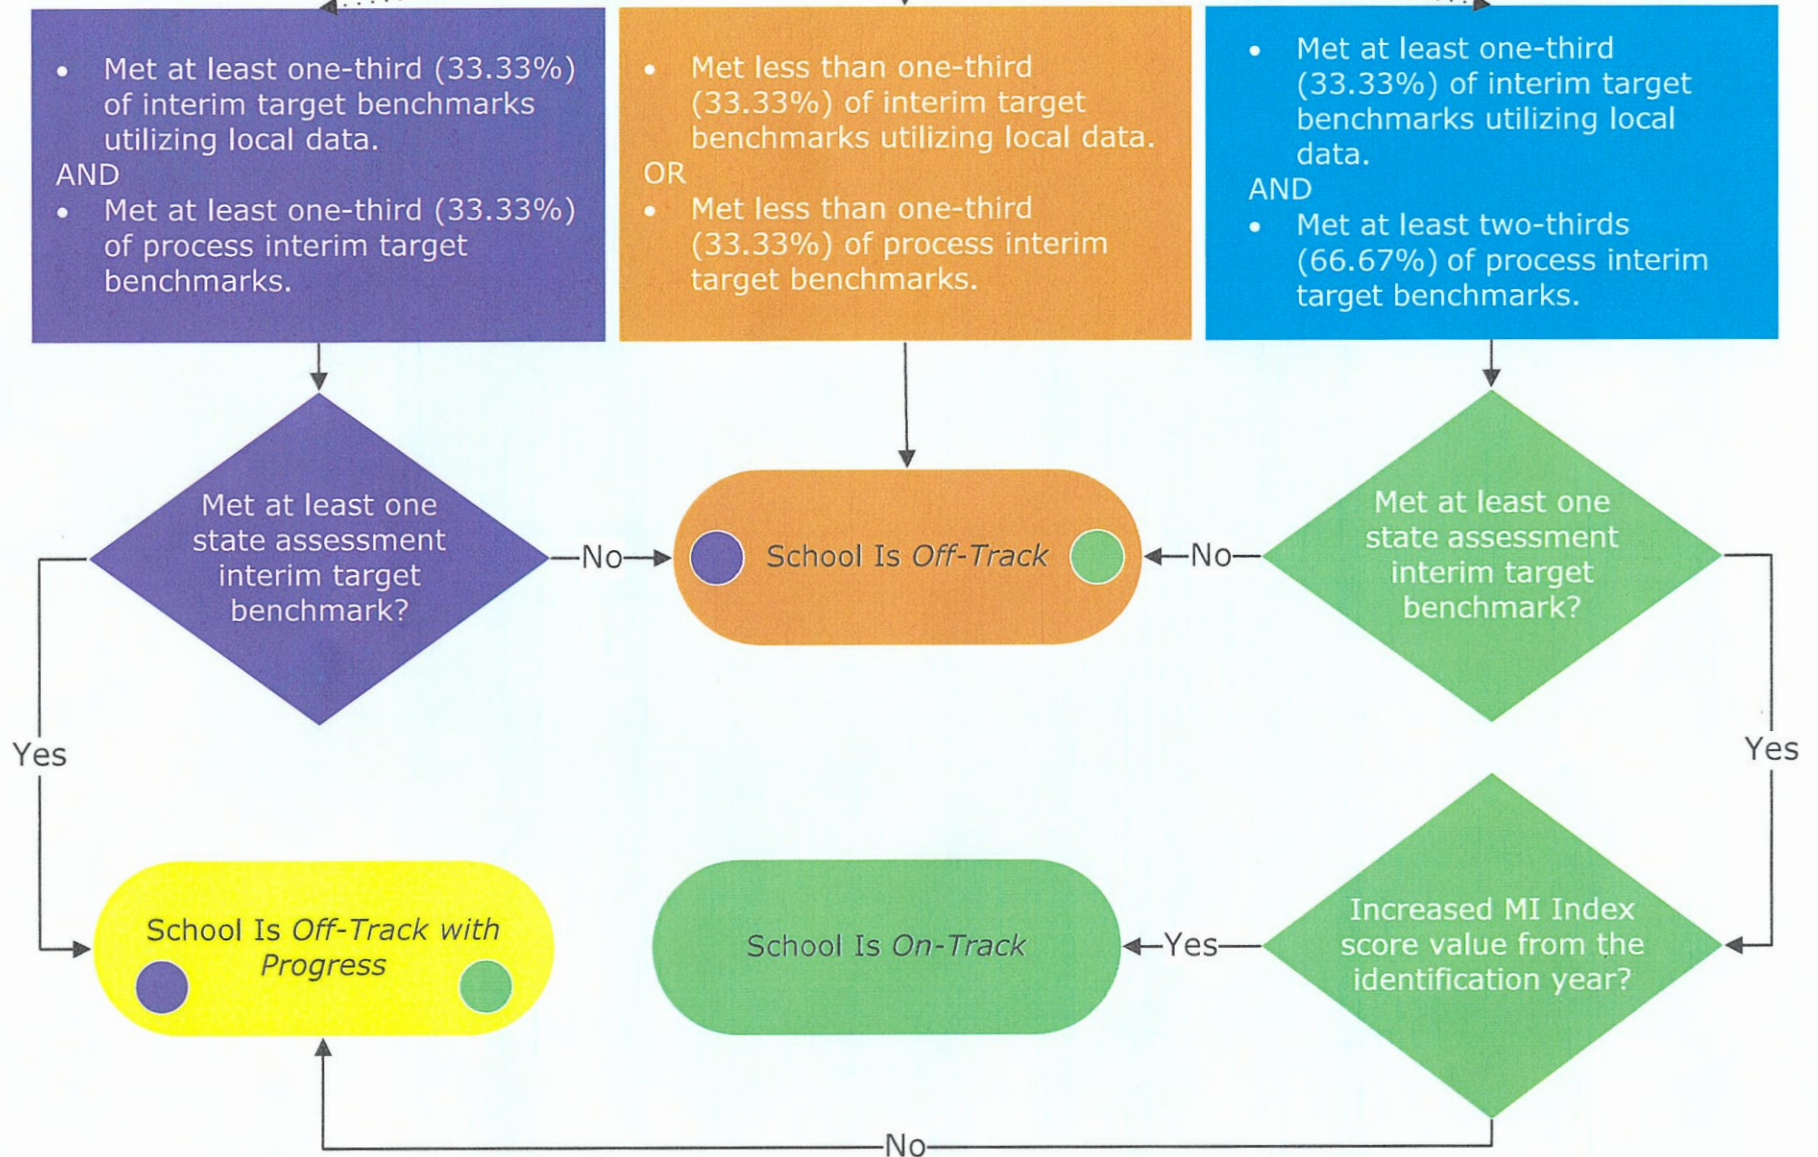 • Met at least one-third (33.33%)
of interim target benchmarks
utilizing local data.
AND
• Met at least one-third (33.33%)
of process interim target
benchmarks.
• Met less than one-third
(33.33%) of interim target
benchmarks utilizing local data.
OR
• Met less than one-third
(33.33%) of process interim
target benchmarks.
• Met at least one-third
(33.33%) of interim target
benchmarks utilizing local
data.
AND
• Met at least two-thirds
(66.67%) of process interim
target benchmarks.
Met at least one
state assessment
interim target
benchmark?
No
School Is Off-Track
No
Met at least one
state assessment
interim target
benchmark?
Yes
Yes
School Is Off-Track with
Progress
School Is On-Track
Yes
Increased MI Index
score value from the
identification year?
No